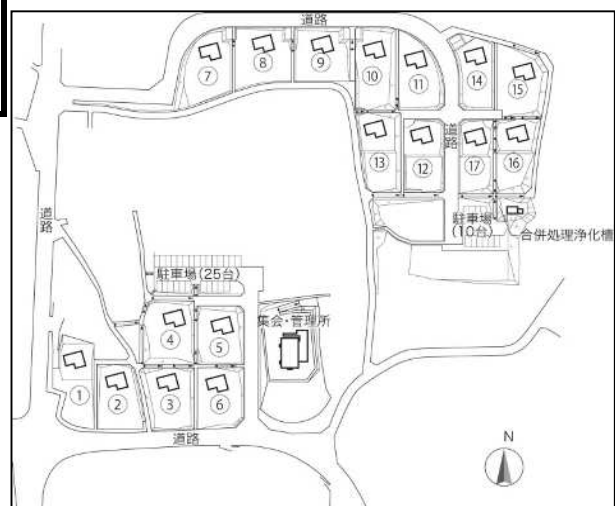 道路
⑦
⑧
⑨
⑩
⑪
⑭
⑮
⑬
⑫
道路
⑰
⑯
道路
駐車場
(10台)
合併処理浄化槽
駐車場(25台)
④
⑤
集会・管理所
①
②
③
⑥
道路
N